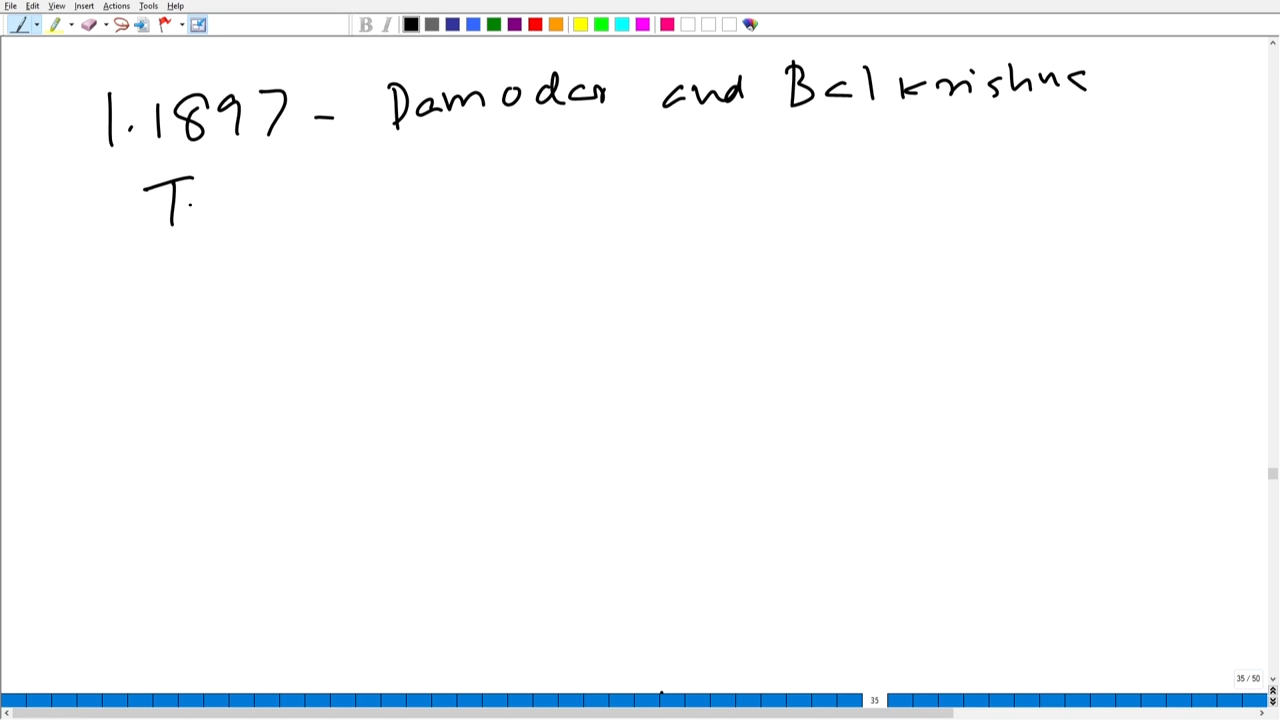 File Edit View Insert Actions Tools Help
B I
1.1897 - Damodar and Balkrishna
T.
35 / 50
35